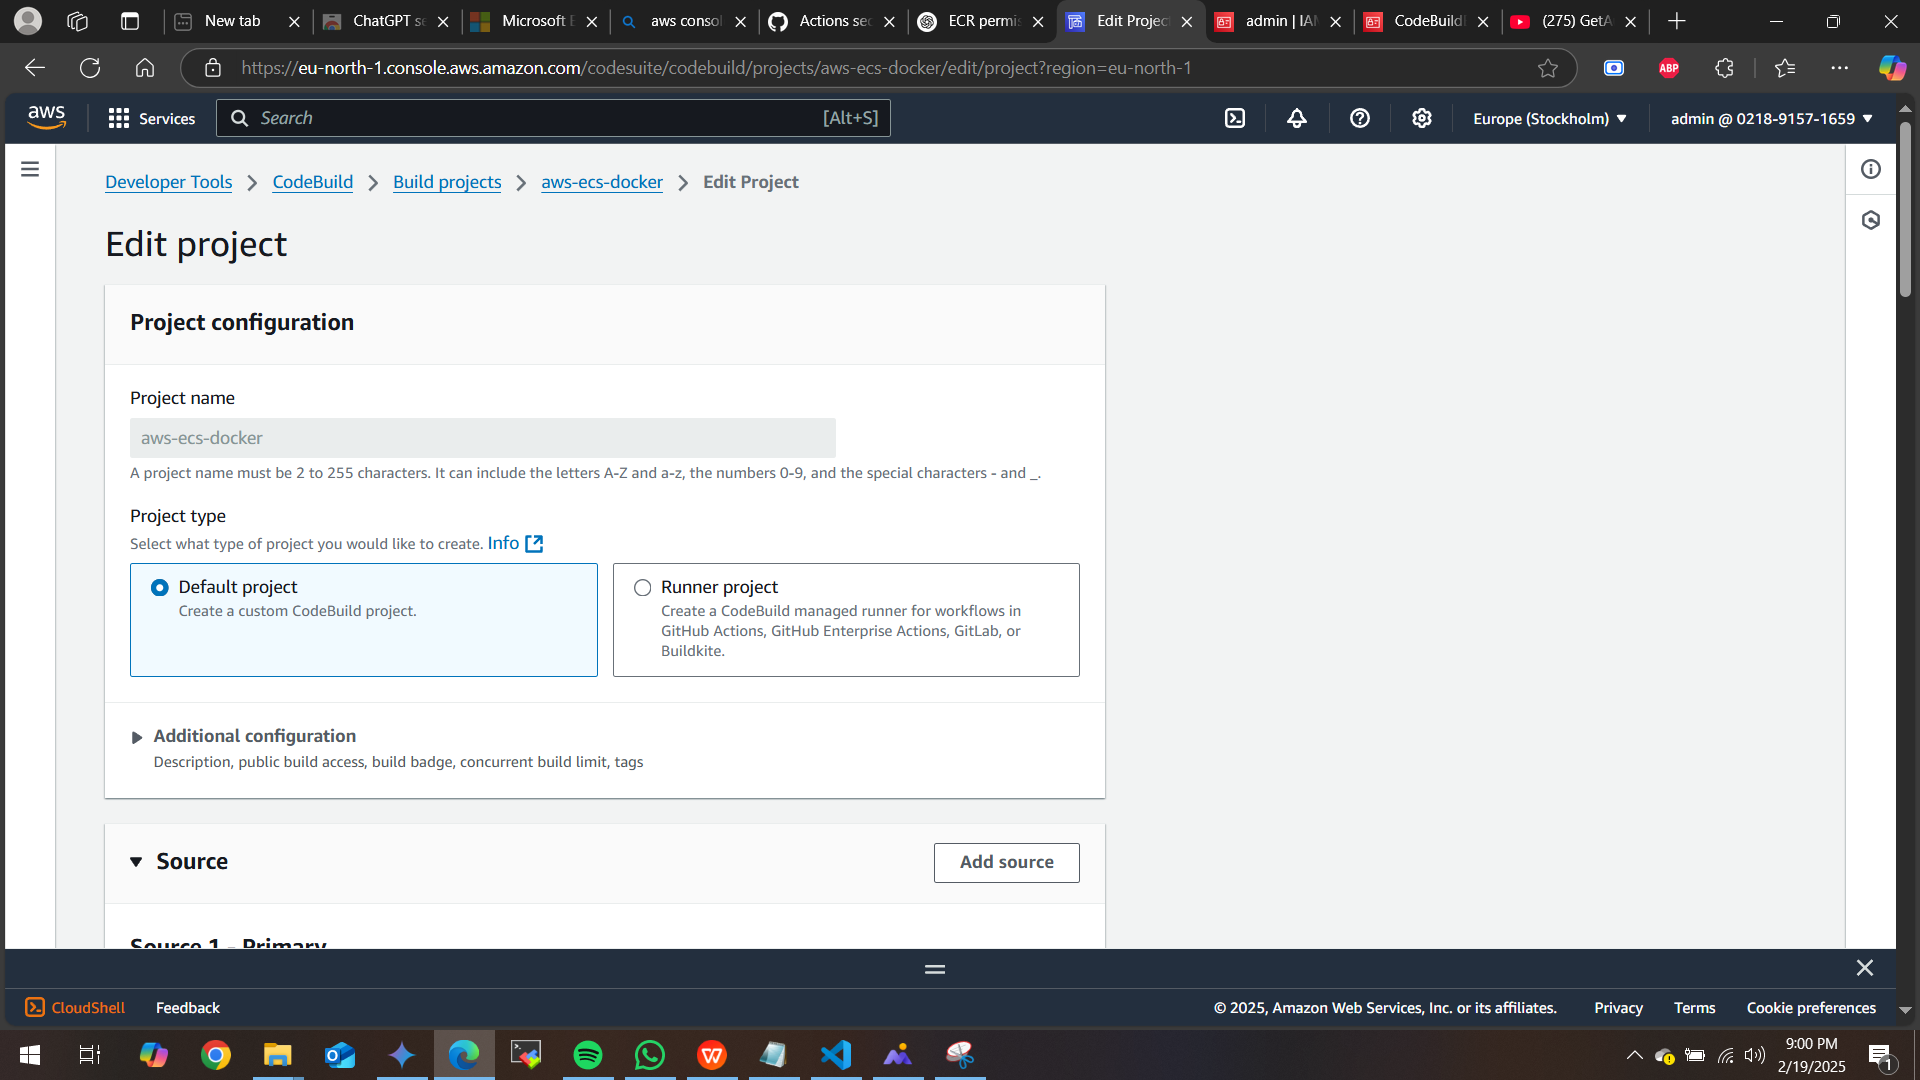 New tab
ChatGPT se
Microsoft E
aws consol
Actions sec
ECR permis
Edit Project
admin | IAM
CodeBuildB
(275) GetA
https://eu-north-1.console.aws.amazon.com/codesuite/codebuild/projects/aws-ecs-docker/edit/project?region=eu-north-1
ABP
aws
Services
Search
[Alt+S]
Europe (Stockholm)
admin @ 0218-9157-1659
Developer Tools
CodeBuild
Build projects
aws-ecs-docker
Edit Project
Edit project
Project configuration
Project name
aws-ecs-docker
A project name must be 2 to 255 characters. It can include the letters A-Z and a-z, the numbers 0-9, and the special characters - and _.
Project type
Select what type of project you would like to create. Info
Default project
Create a custom CodeBuild project.
Runner project
Create a CodeBuild managed runner for workflows in
GitHub Actions, GitHub Enterprise Actions, GitLab, or
Buildkite.
Additional configuration
Description, public build access, build badge, concurrent build limit, tags
Source
Add source
Source 1 - Primary
CloudShell
Feedback
© 2025, Amazon Web Services, Inc. or its affiliates.
Privacy
Terms
Cookie preferences
9:00 PM
2/19/2025
1